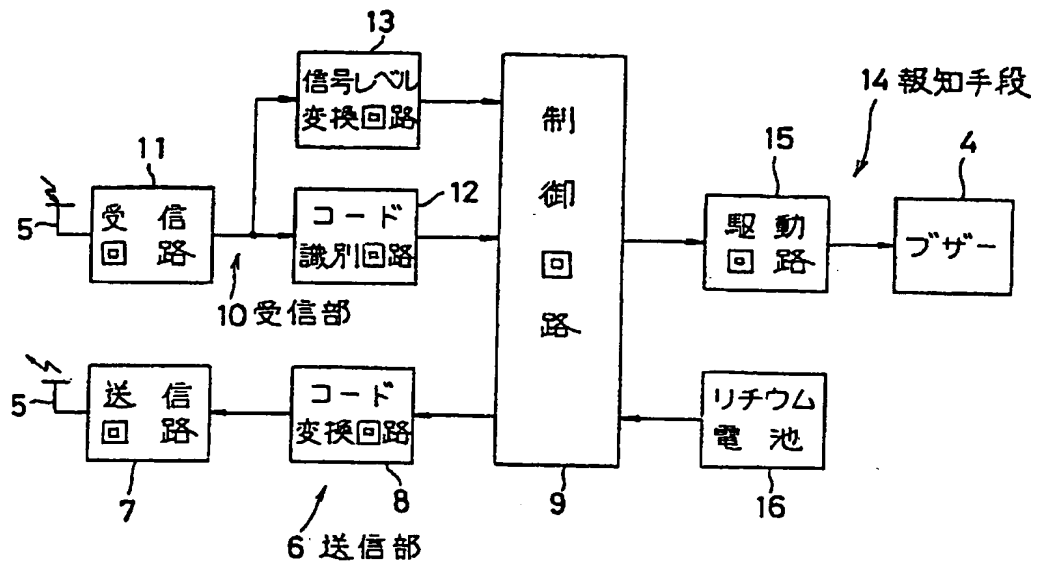 13
信号レベル
変換回路
14 報知手段
制御回路
11
5
受信
回路
12
コード
識別回路
15
駆動
回路
4
ブザー
10 受信部
5
送信
回路
7
コード
変換回路
8
6 送信部
9
リチウム
電池
16